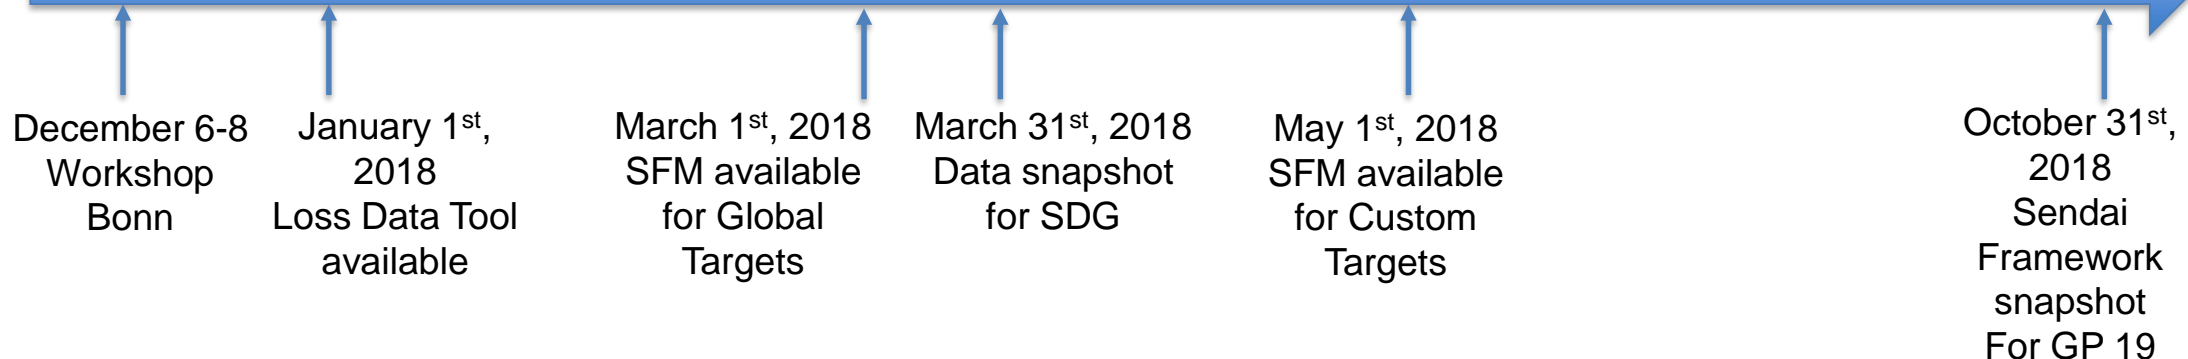 December 6-8
Workshop
Bonn
January 1st,
2018
Loss Data Tool
available
March 1st, 2018
SFM available
for Global
Targets
March 31st, 2018
Data snapshot
for SDG
May 1st, 2018
SFM available
for Custom
Targets
October 31st,
2018
Sendai
Framework
snapshot
For GP 19